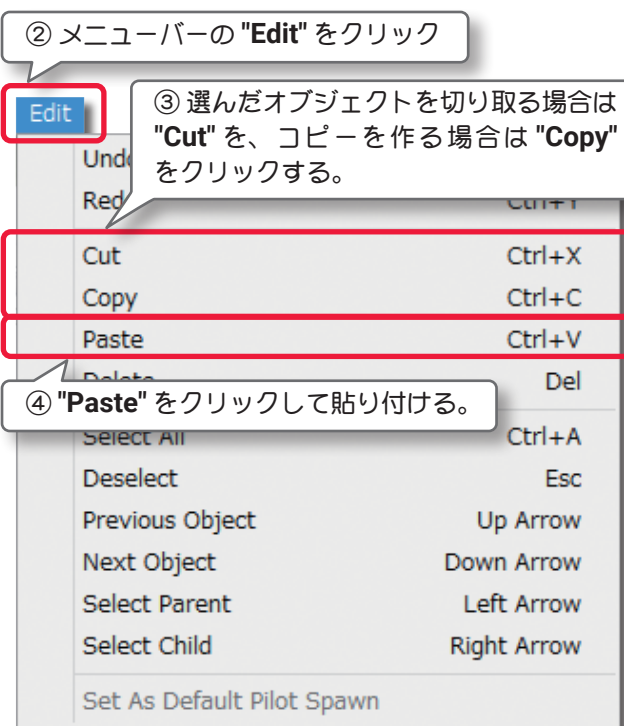 ② メニューバーの "Edit" をクリック
Edit
③ 選んだオブジェクトを切り取る場合は
"Cut" を、コピーを作る場合は "Copy"
をクリックする。
Cut Ctrl+X
Copy Ctrl+C
Paste Ctrl+V
Del
④ "Paste" をクリックして貼り付ける。
Select All Ctrl+A
Deselect Esc
Previous Object Up Arrow
Next Object Down Arrow
Select Parent Left Arrow
Select Child Right Arrow
Set As Default Pilot Spawn